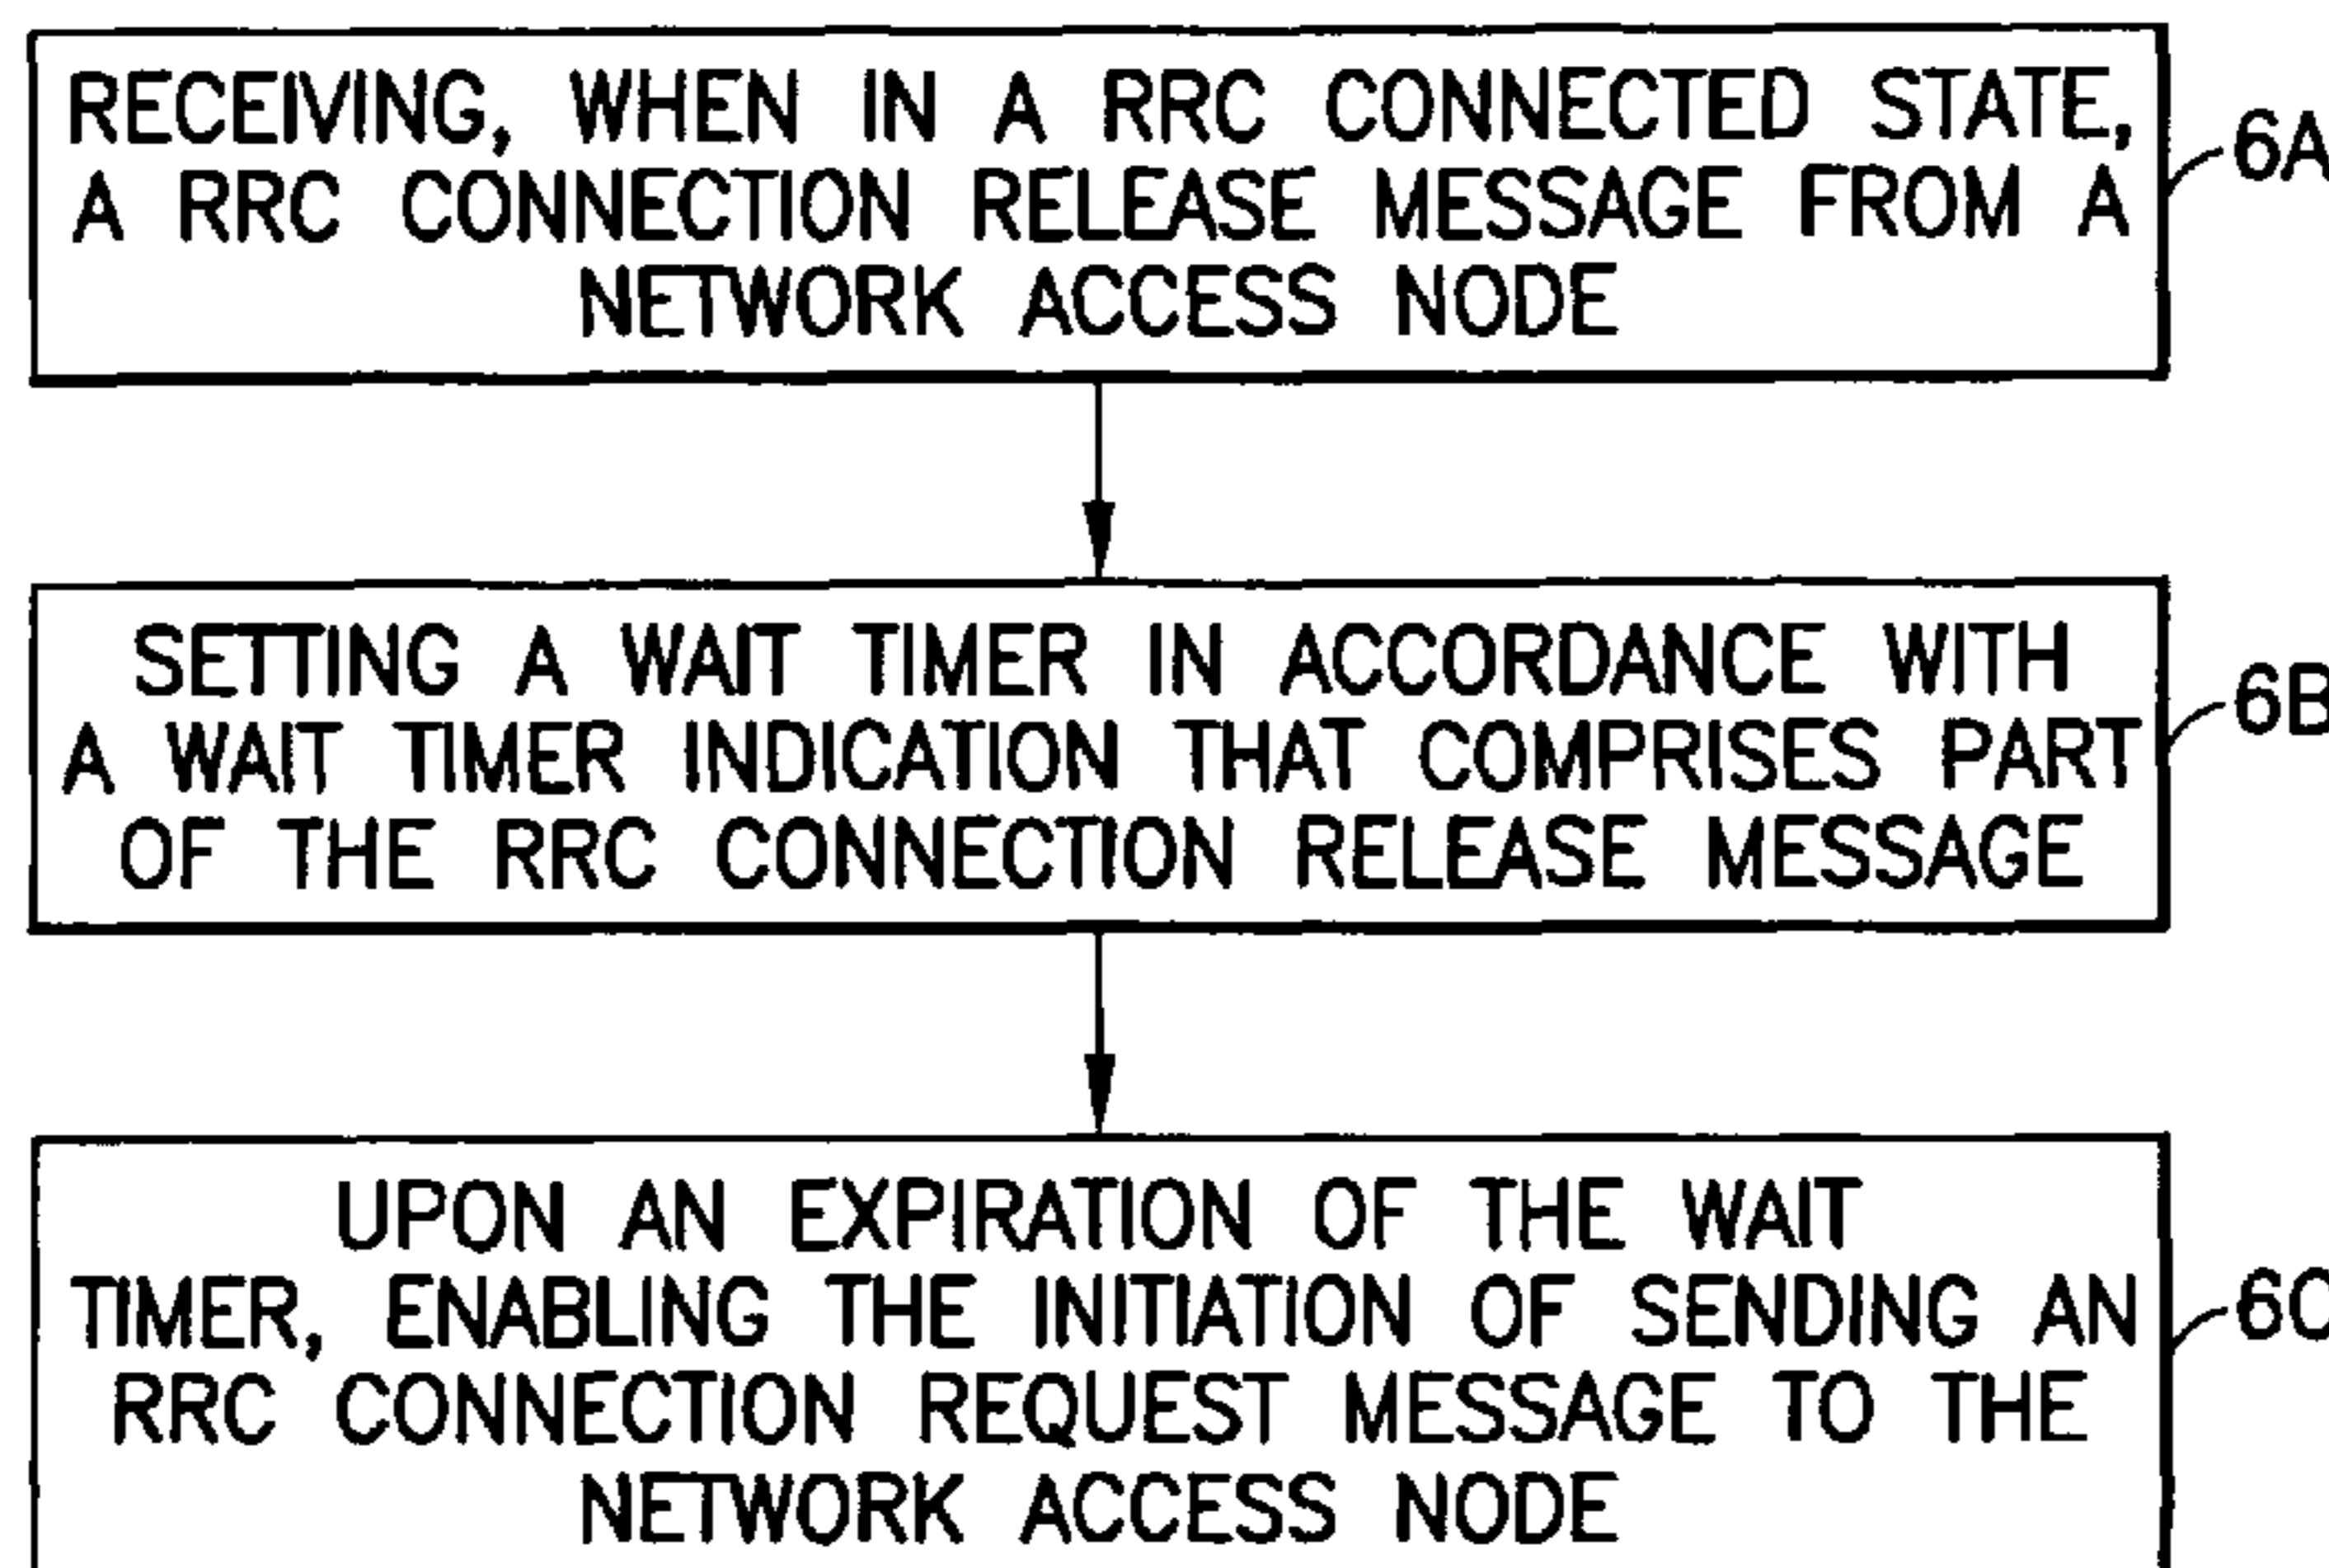 RECEIVING, WHEN IN A RRC CONNECTED STATE,
A RRC CONNECTION RELEASE MESSAGE FROM A
NETWORK ACCESS NODE
6A
SETTING A WAIT TIMER IN ACCORDANCE WITH
A WAIT TIMER INDICATION THAT COMPRISES PART
OF THE RRC CONNECTION RELEASE MESSAGE
6B
UPON AN EXPIRATION OF THE WAIT
TIMER, ENABLING THE INITIATION OF SENDING AN
RRC CONNECTION REQUEST MESSAGE TO THE
NETWORK ACCESS NODE
6C